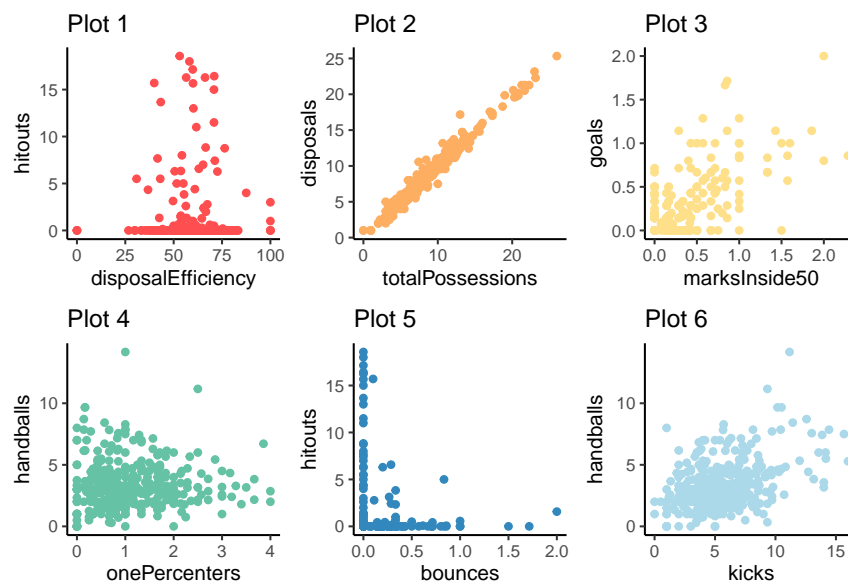 Plot 1
hitouts
15
10
5
0
0 25 50 75 100
disposalEfficiency
Plot 2
disposals
25
20
15
10
5
0
0 10 20
totalPossessions
Plot 3
goals
2.0
1.5
1.0
0.5
0.0
0.0 0.5 1.0 1.5 2.0
marksInside50
Plot 4
handballs
10
5
0
0 1 2 3 4
onePercenters
Plot 5
hitouts
15
10
5
0
0.0 0.5 1.0 1.5 2.0
bounces
Plot 6
handballs
10
5
0
0 5 10 15
kicks